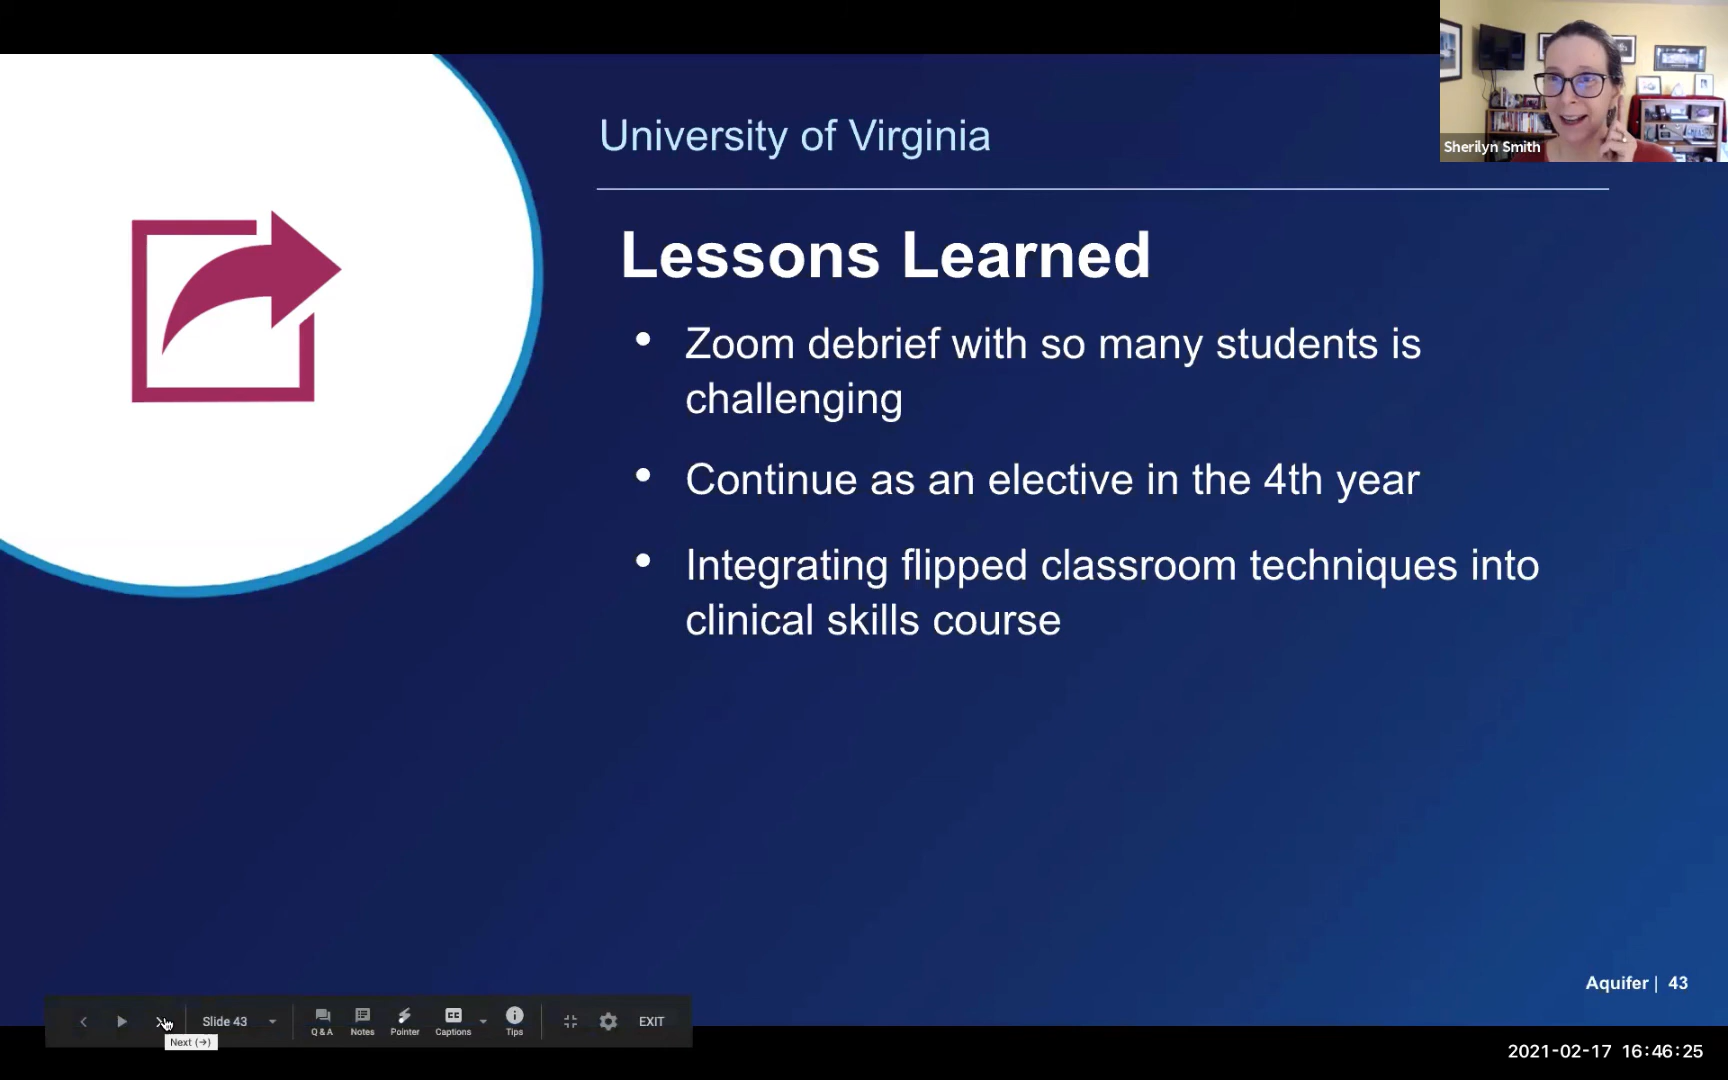 Sherilyn Smith
University of Virginia
Lessons Learned
• Zoom debrief with so many students is
challenging
• Continue as an elective in the 4th year
• Integrating flipped classroom techniques into
clinical skills course
Aquifer | 43
Slide 43
Q & A
Notes
Pointer
Captions
Tips
EXIT
Next (→)
2021-02-17 16:46:25